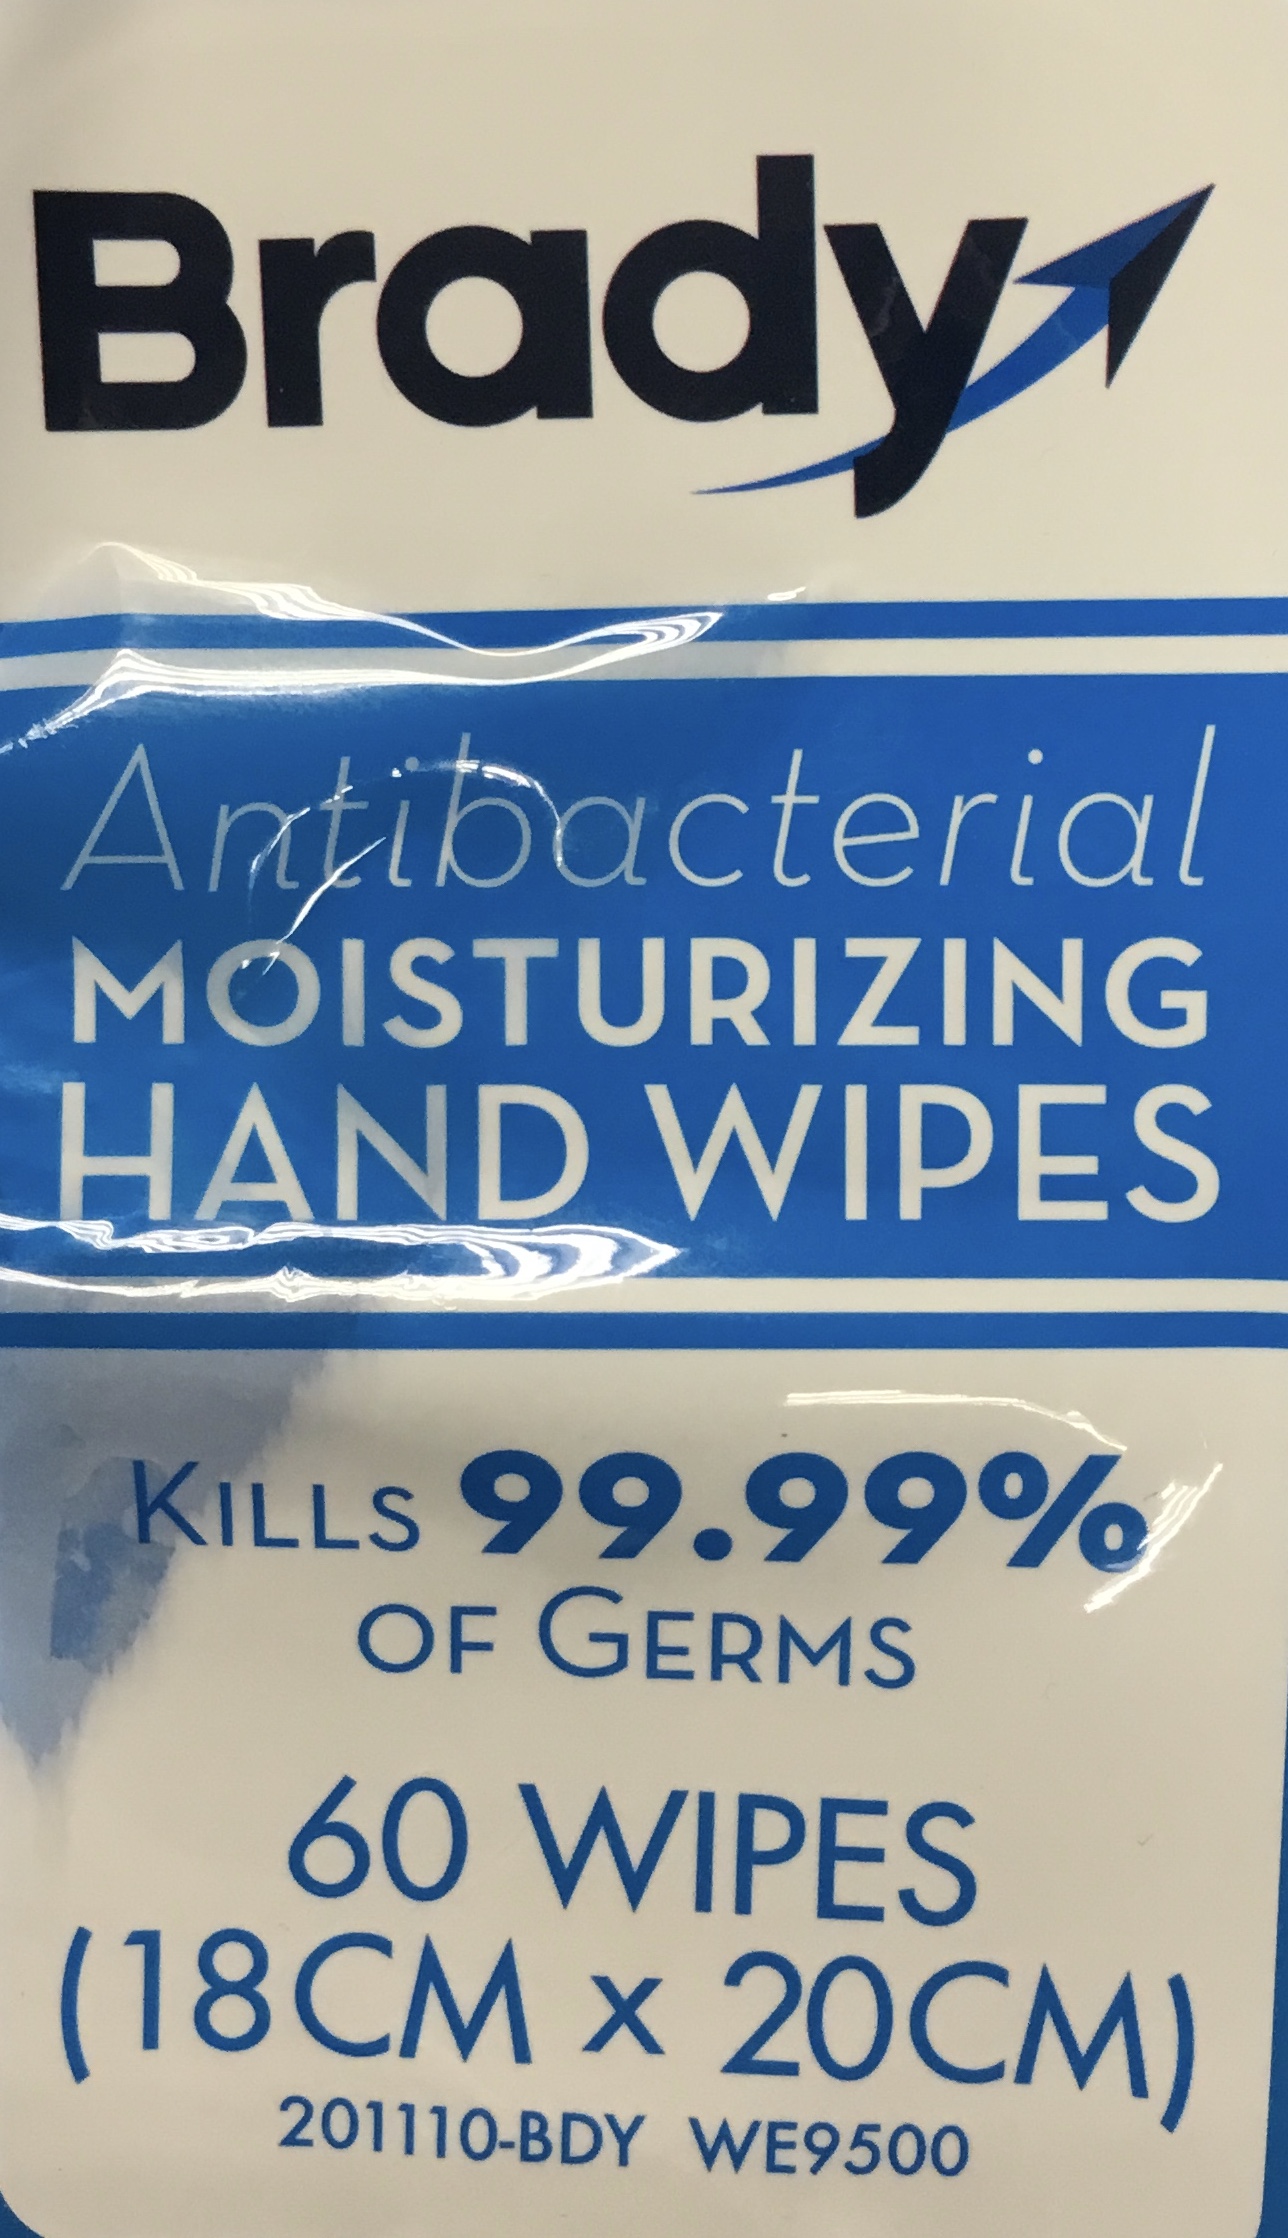 Brady
Antibacterial
MOISTURIZING
HAND WIPES
KILLS 99.99%
OF GERMS
60 WIPES
(18CM x 20CM)
201110-BDY WE9500